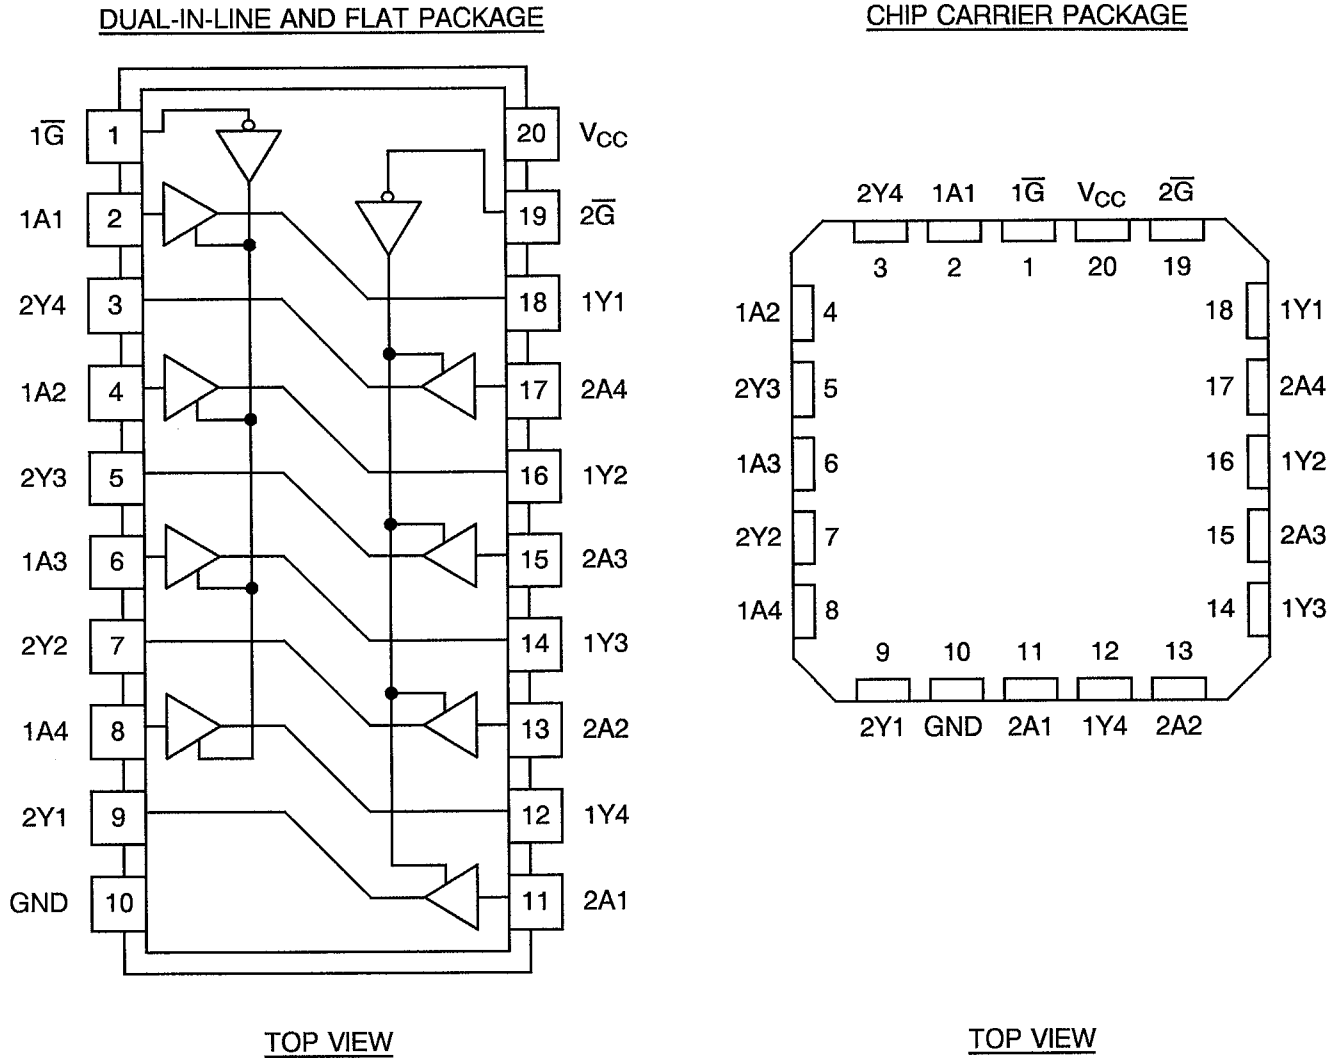 DUAL-IN-LINE AND FLAT PACKAGE
1G̅ 1 20 VCC
1A1 2 19 2G̅
2Y4 3 18 1Y1
1A2 4 17 2A4
2Y3 5 16 1Y2
1A3 6 15 2A3
2Y2 7 14 1Y3
1A4 8 13 2A2
2Y1 9 12 1Y4
GND 10 11 2A1
TOP VIEW
CHIP CARRIER PACKAGE
2Y4 1A1 1G̅ VCC 2G̅
3 2 1 20 19
1A2 4 18 1Y1
2Y3 5 17 2A4
1A3 6 16 1Y2
2Y2 7 15 2A3
1A4 8 14 1Y3
9 10 11 12 13
2Y1 GND 2A1 1Y4 2A2
TOP VIEW